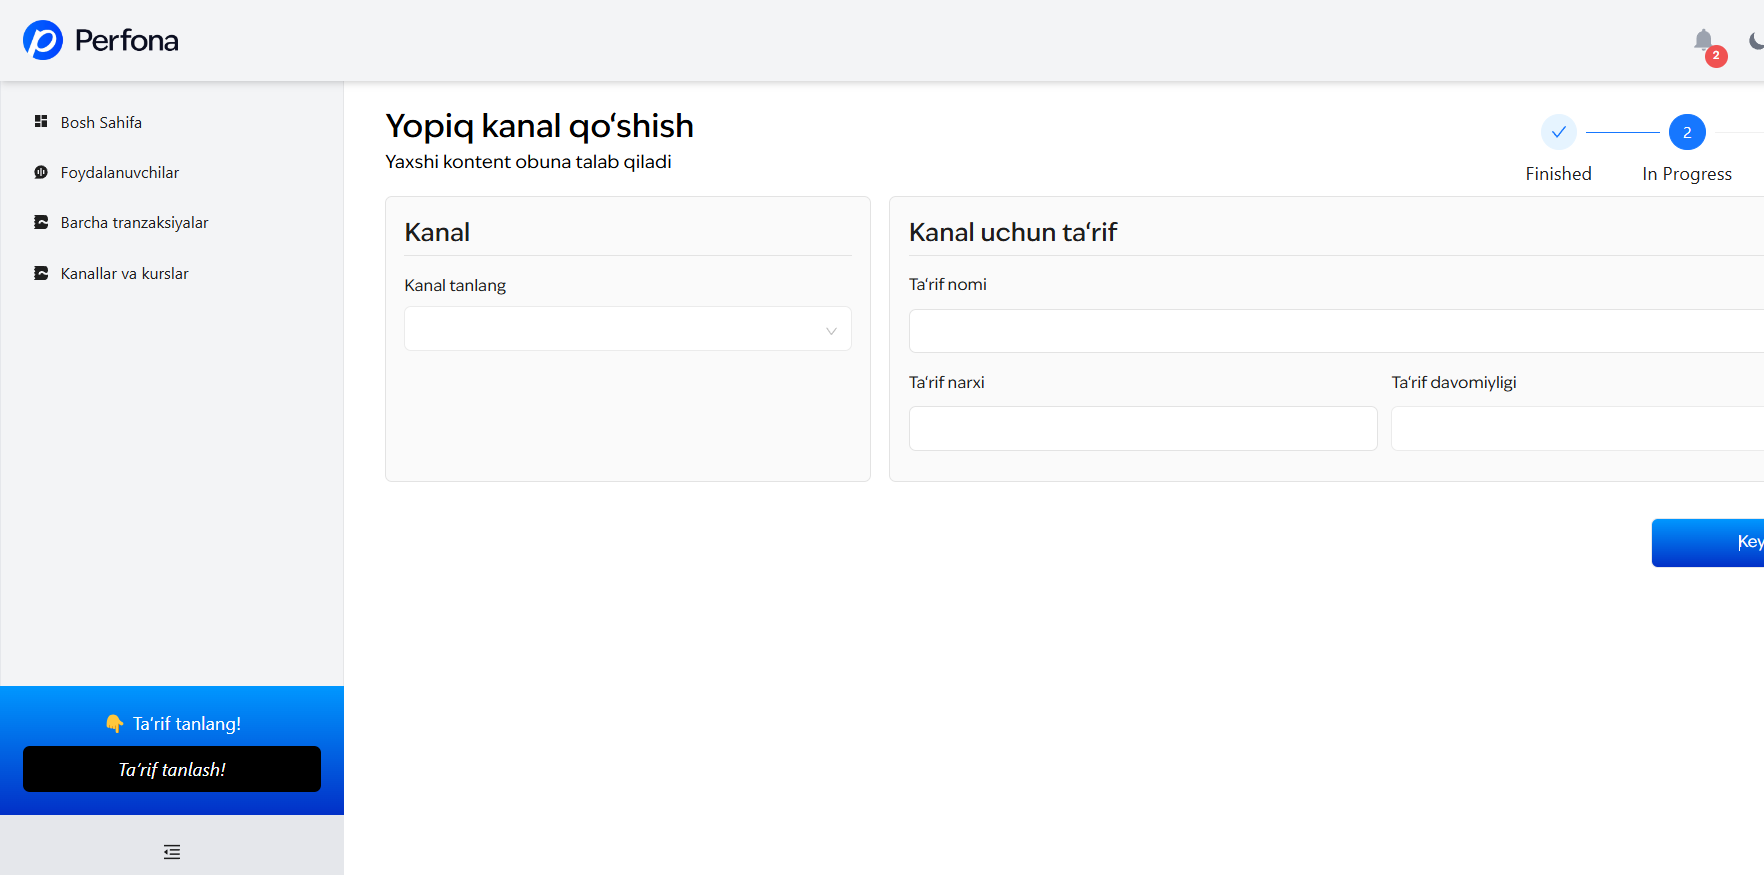 Perfona
2
Bosh Sahifa
Foydalanuvchilar
Barcha tranzaksiyalar
Kanallar va kurslar
Yopiq kanal qo‘shish
Yaxshi kontent obuna talab qiladi
2
Finished
In Progress
Kanal
Kanal tanlang
Kanal uchun ta‘rif
Ta‘rif nomi
Ta‘rif narxi
Ta‘rif davomiyligi
Key
👇 Ta‘rif tanlang!
Ta‘rif tanlash!